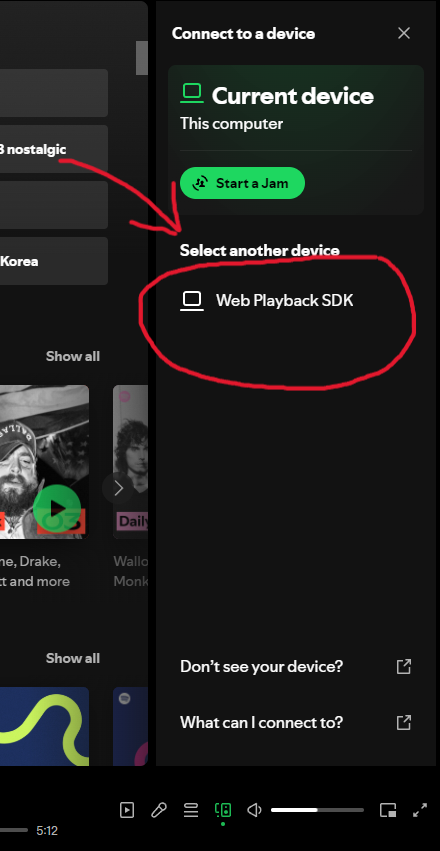 Connect to a device
Current device
This computer
Start a Jam
Select another device
Web Playback SDK
Don't see your device?
What can I connect to?
nostalgic
Korea
Show all
ne, Drake,
tt and more
Daily
Wallo
Monk
Show all
5:12